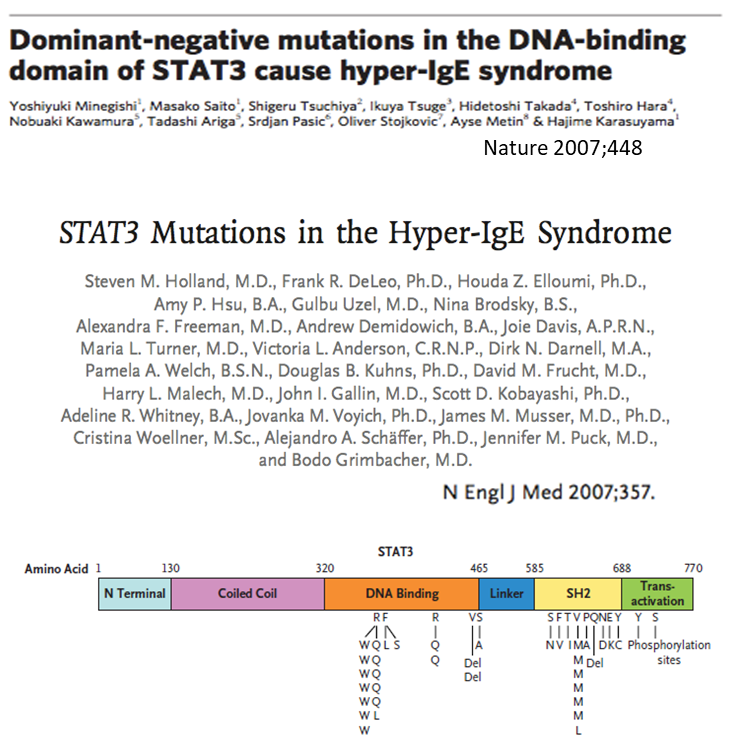 Dominant-negative mutations in the DNA-binding
domain of STAT3 cause hyper-IgE syndrome
Yoshiyuki Minegishi1, Masako Saito1, Shigeru Tsuchiya2, Ikuya Tsuge3, Hidetoshi Takada4, Toshiro Hara4,
Nobuaki Kawamura5, Tadashi Ariga5, Srdjan Pasic6, Oliver Stojkovic7, Ayse Metin8 & Hajime Karasuyama1
Nature 2007;448
STAT3 Mutations in the Hyper-IgE Syndrome
Steven M. Holland, M.D., Frank R. DeLeo, Ph.D., Houda Z. Elloumi, Ph.D.,
Amy P. Hsu, B.A., Gulbu Uzel, M.D., Nina Brodsky, B.S.,
Alexandra F. Freeman, M.D., Andrew Demidowich, B.A., Joie Davis, A.P.R.N.,
Maria L. Turner, M.D., Victoria L. Anderson, C.R.N.P., Dirk N. Darnell, M.A.,
Pamela A. Welch, B.S.N., Douglas B. Kuhns, Ph.D., David M. Frucht, M.D.,
Harry L. Malech, M.D., John I. Gallin, M.D., Scott D. Kobayashi, Ph.D.,
Adeline R. Whitney, B.A., Jovanka M. Voyich, Ph.D., James M. Musser, M.D., Ph.D.,
Cristina Woellner, M.Sc., Alejandro A. Schäffer, Ph.D., Jennifer M. Puck, M.D.,
and Bodo Grimbacher, M.D.
N Engl J Med 2007;357.
STAT3
Amino Acid 1 130 320 465 585 688 770
N Terminal Coiled Coil DNA Binding Linker SH2 Trans-
activation
R F R V S S F T V P Q N E Y Y S
W Q L S Q A N V I M A D K C Phosphorylation
W Q Q Del M Del sites
W Q Del M
W Q M
W Q M
W L M
W L